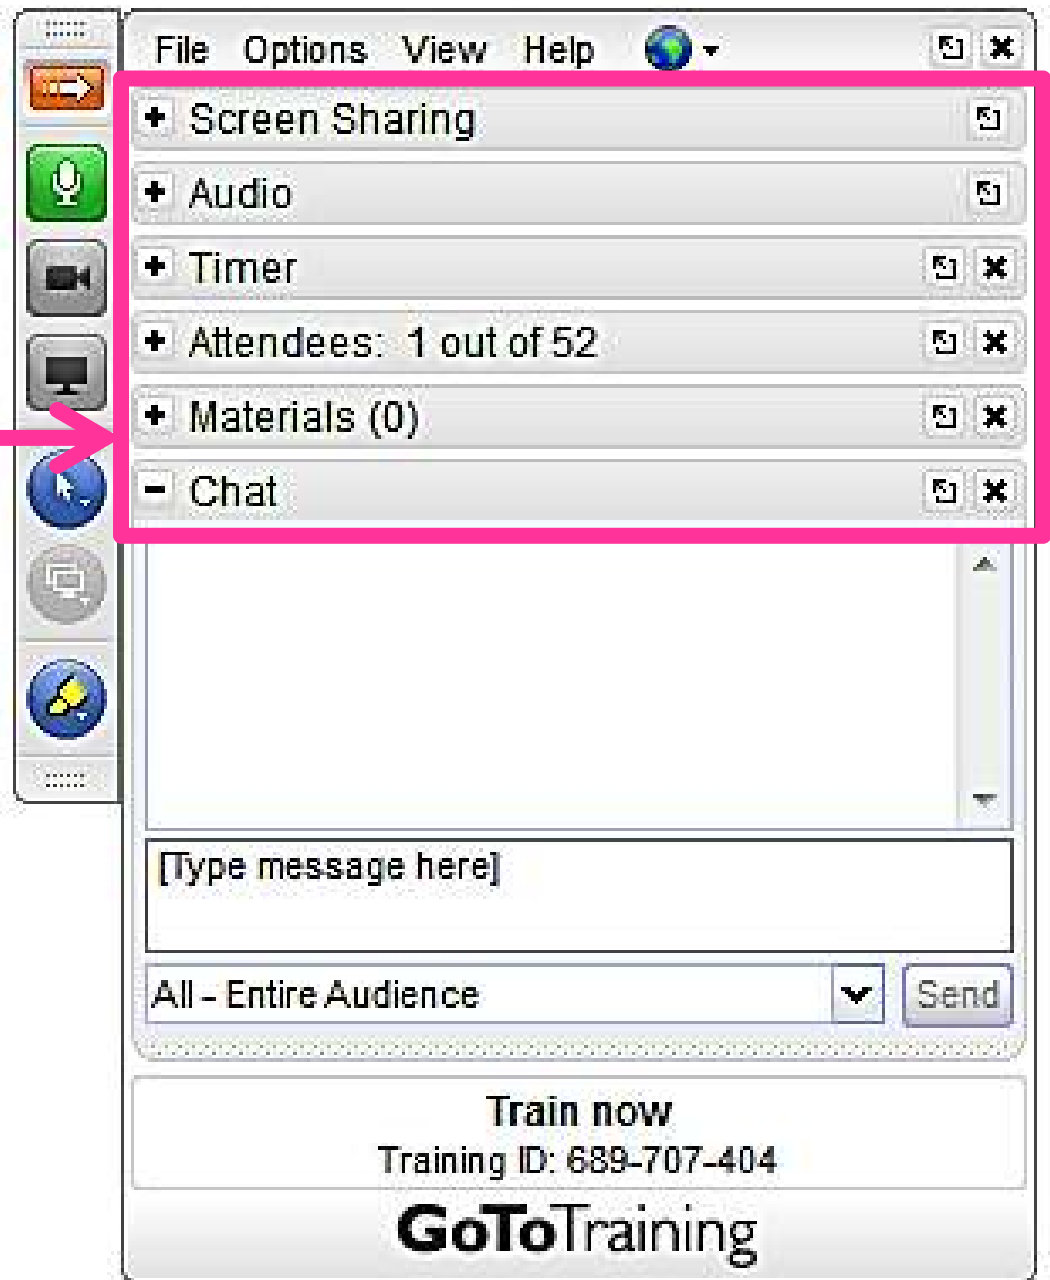 File Options View Help
Screen Sharing
Audio
Timer
Attendees: 1 out of 52
Materials (0)
Chat
[Type message here]
All - Entire Audience
Send
Train now
Training ID: 689-707-404
GoToTraining